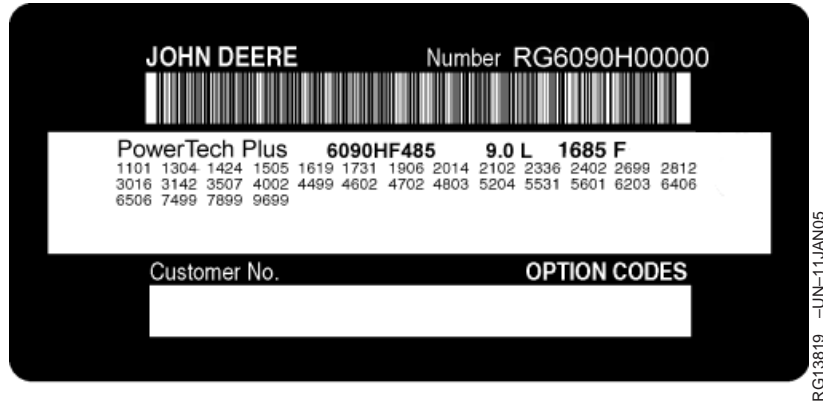 JOHN DEERE Number RG6090H00000
PowerTech Plus 6090HF485 9.0 L 1685 F
1101 1304 1424 1505 1619 1731 1906 2014 2102 2336 2402 2699 2812
3016 3142 3507 4002 4499 4602 4702 4803 5204 5531 5601 6203 6406
6506 7499 7899 9699
Customer No. OPTION CODES
RG13819 –UN–11JAN05